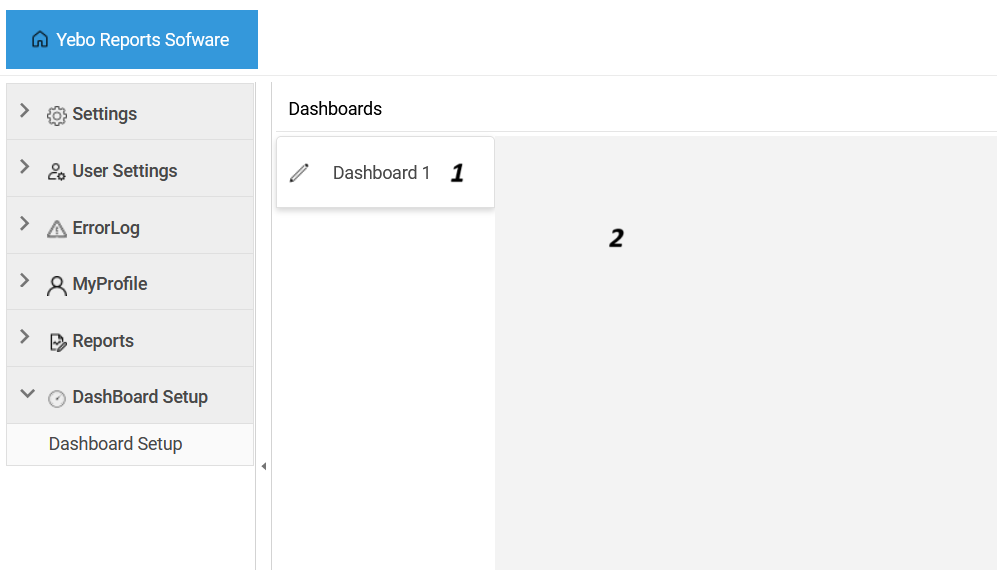 Yebo Reports Sofware
Settings
User Settings
ErrorLog
MyProfile
Reports
DashBoard Setup
Dashboard Setup
Dashboards
Dashboard 1 1
2